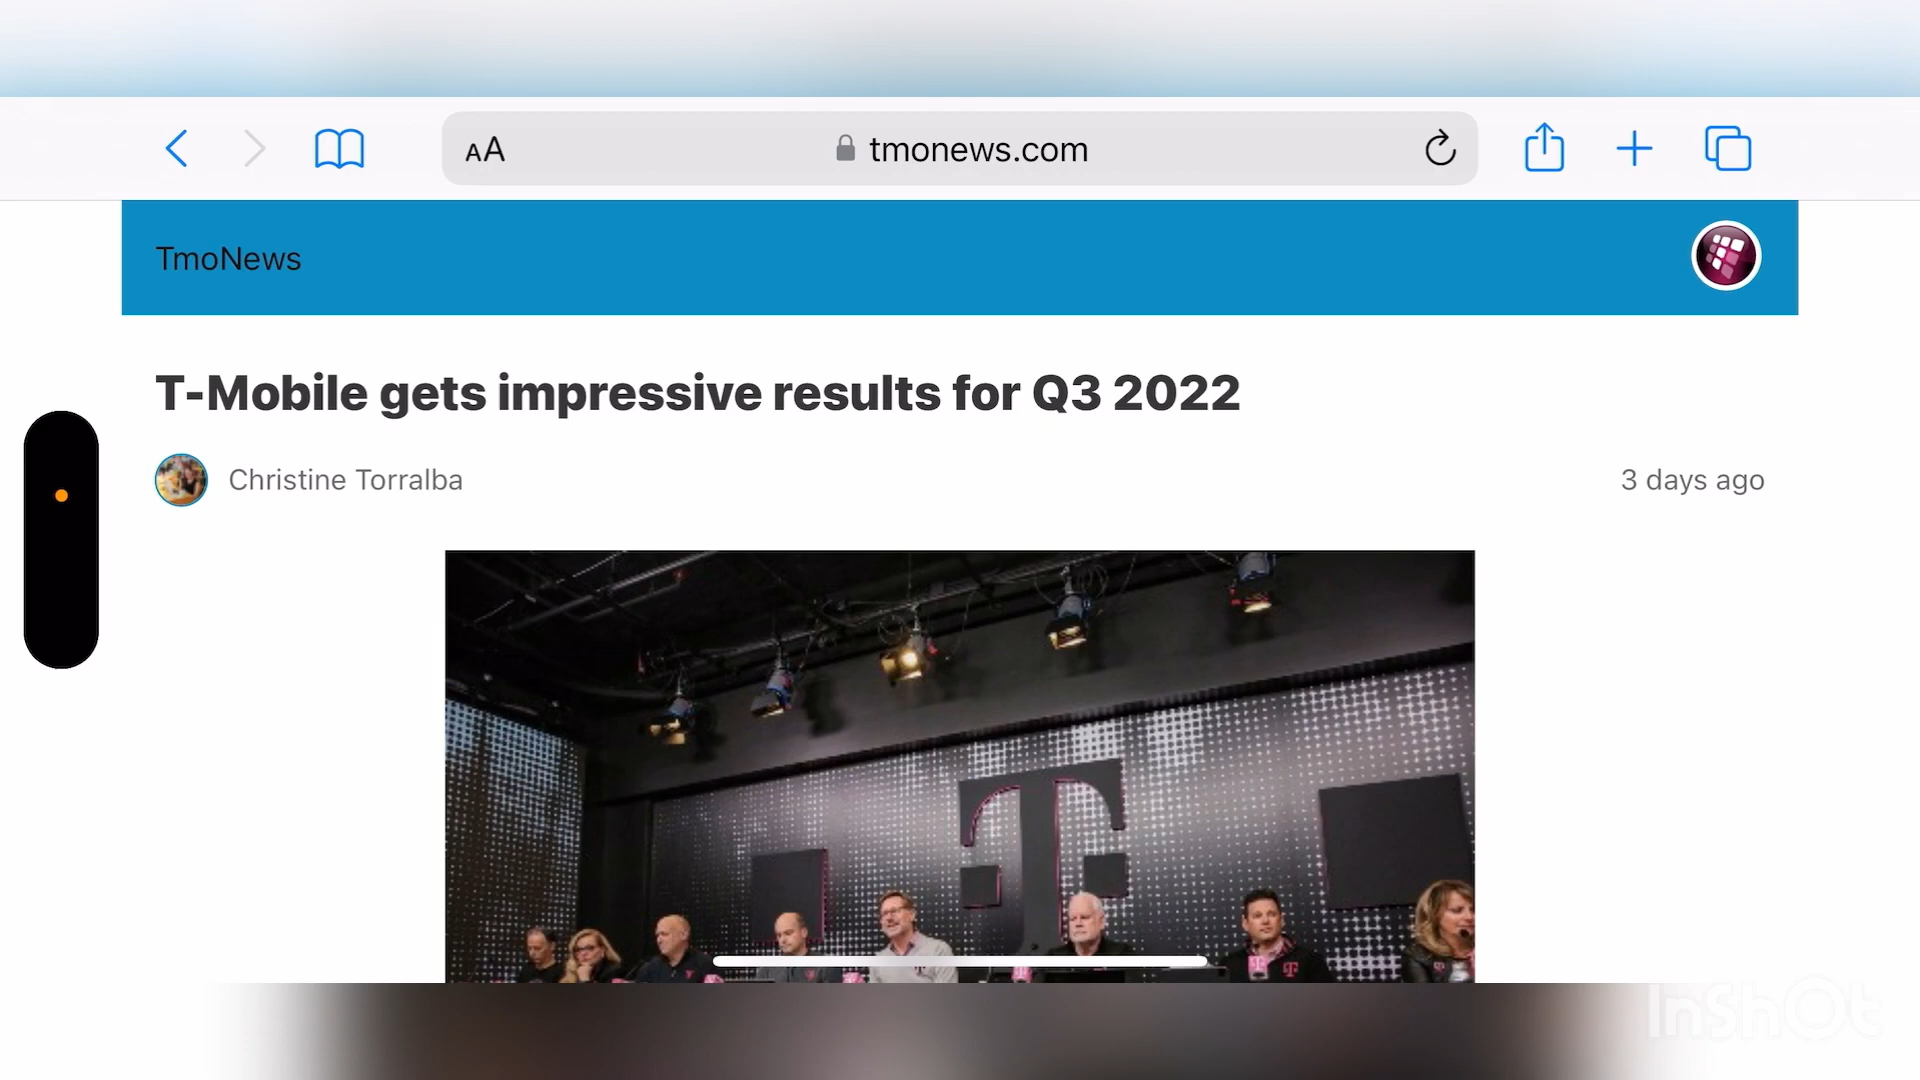 AA
tmonews.com
TmoNews
T-Mobile gets impressive results for Q3 2022
Christine Torralba
3 days ago
T
InShOt